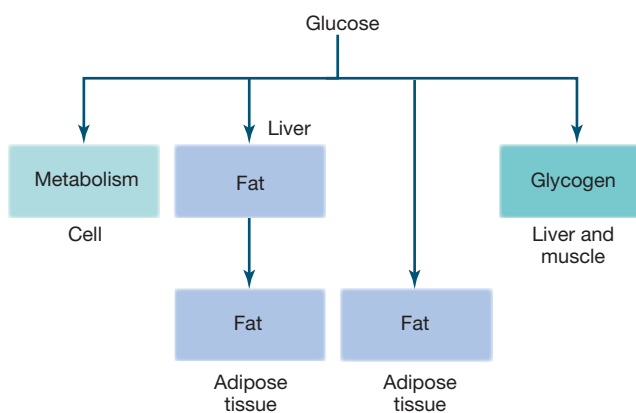 Glucose
Liver
Metabolism
Fat
Glycogen
Cell
Liver and
muscle
Fat
Fat
Adipose
tissue
Adipose
tissue